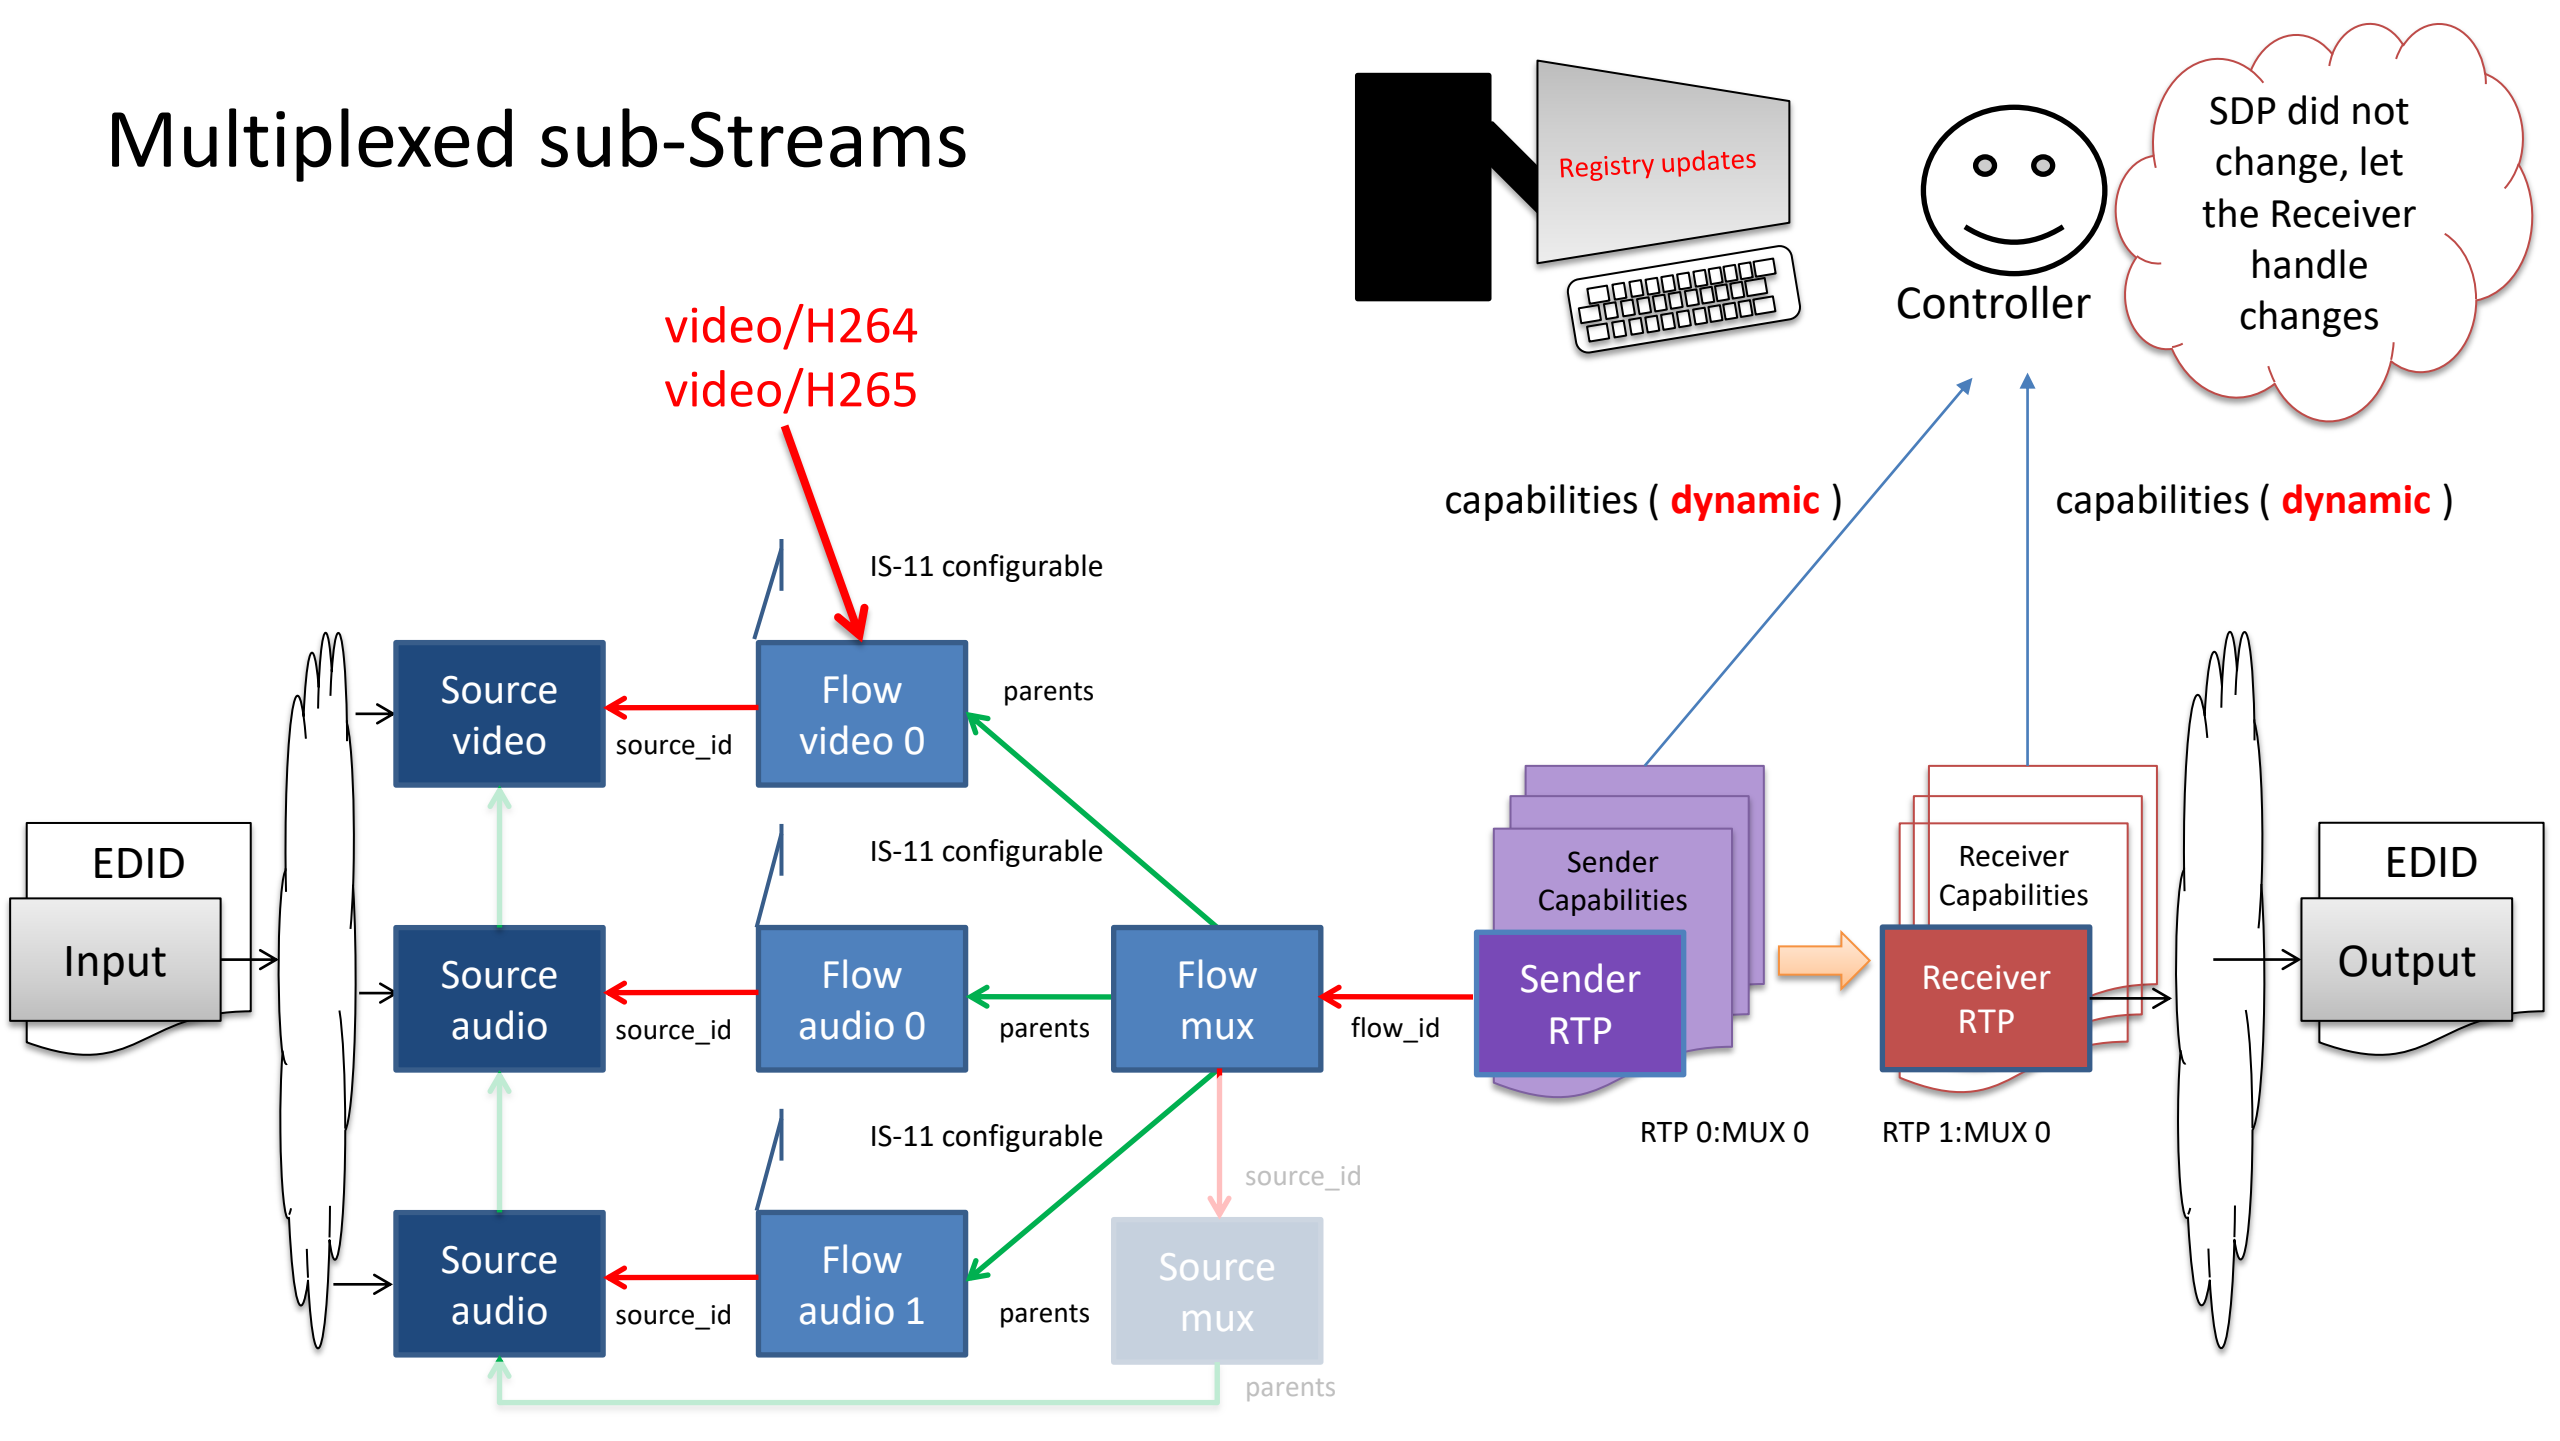 Multiplexed sub-Streams
Registry updates
Controller
SDP did not
change, let
the Receiver
handle
changes
video/H264
video/H265
capabilities ( dynamic )
capabilities ( dynamic )
IS-11 configurable
Source
video
source_id
Flow
video 0
parents
IS-11 configurable
EDID
Input
Source
audio
source_id
Flow
audio 0
parents
Flow
mux
flow_id
Sender
Capabilities
Sender
RTP
Receiver
Capabilities
Receiver
RTP
EDID
Output
RTP 0:MUX 0
RTP 1:MUX 0
IS-11 configurable
source_id
Source
audio
source_id
Flow
audio 1
parents
Source
mux
parents